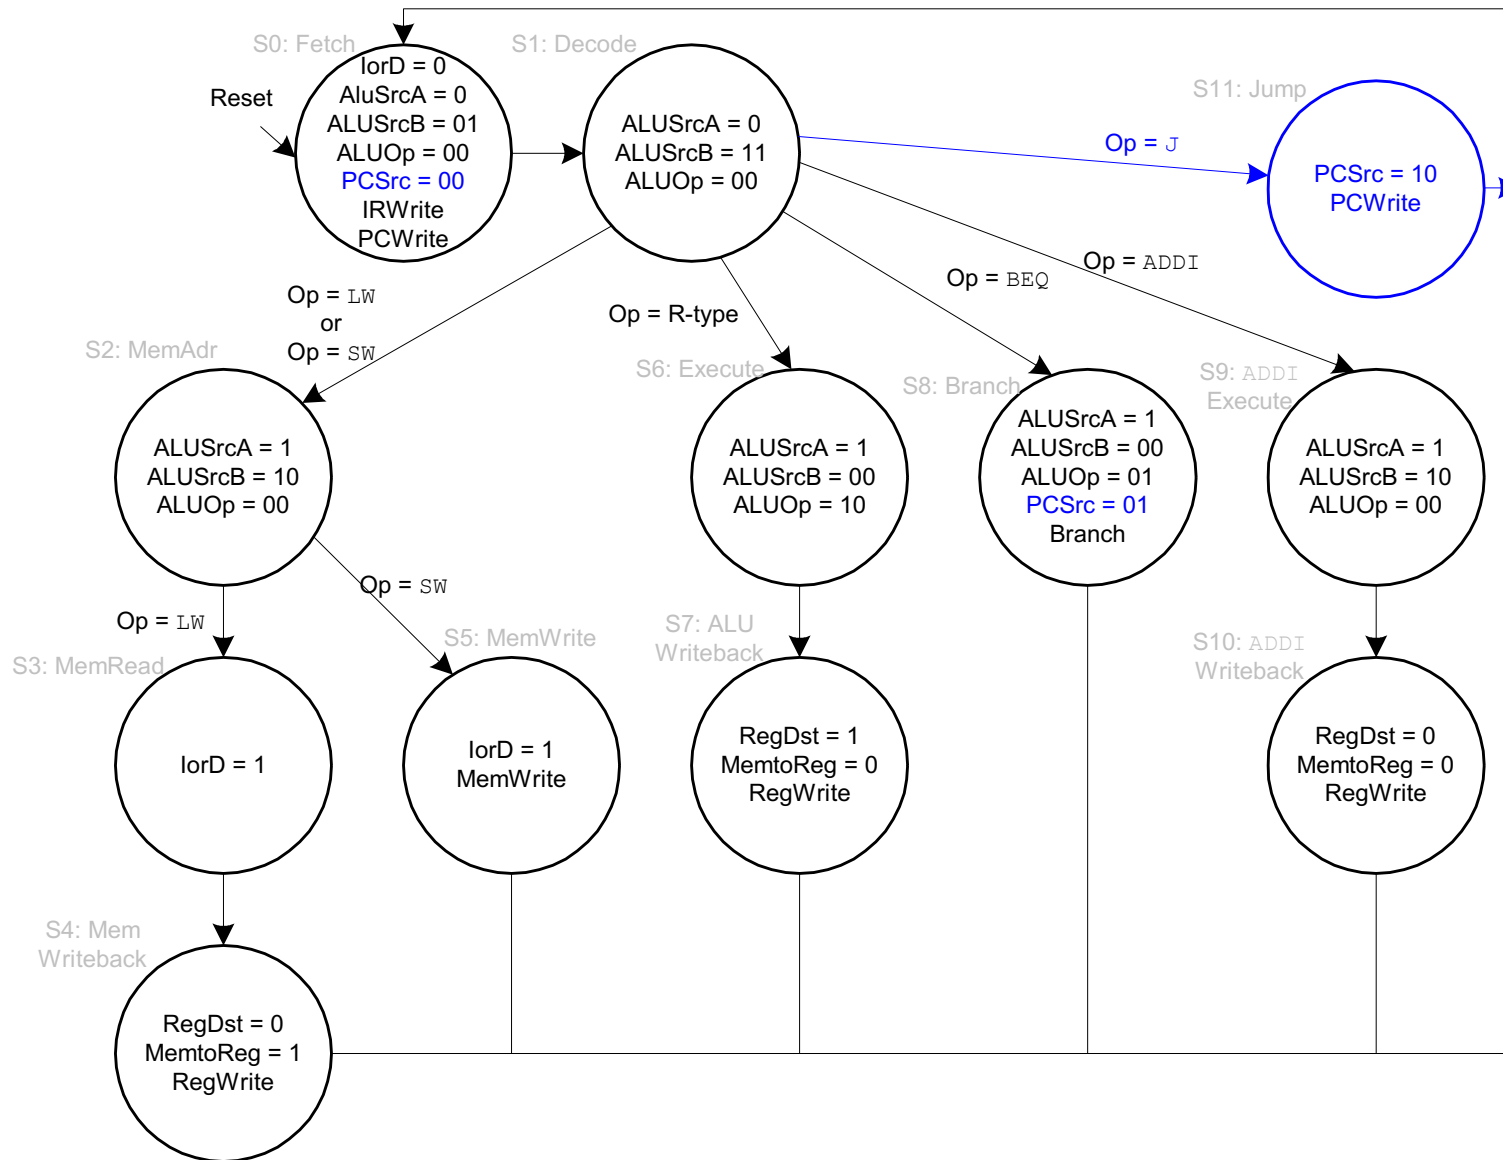 S0: Fetch
S1: Decode
S11: Jump
Reset
IorD = 0
AluSrcA = 0
ALUSrcB = 01
ALUOp = 00
PCSrc = 00
IRWrite
PCWrite
ALUSrcA = 0
ALUSrcB = 11
ALUOp = 00
Op = J
PCSrc = 10
PCWrite
Op = LW
or
Op = SW
Op = R-type
Op = BEQ
Op = ADDI
S2: MemAdr
S6: Execute
S8: Branch
S9: ADDI
Execute
ALUSrcA = 1
ALUSrcB = 10
ALUOp = 00
ALUSrcA = 1
ALUSrcB = 00
ALUOp = 10
ALUSrcA = 1
ALUSrcB = 00
ALUOp = 01
PCSrc = 01
Branch
ALUSrcA = 1
ALUSrcB = 10
ALUOp = 00
Op = LW
Op = SW
S3: MemRead
S5: MemWrite
S7: ALU
Writeback
S10: ADDI
Writeback
IorD = 1
IorD = 1
MemWrite
RegDst = 1
MemtoReg = 0
RegWrite
RegDst = 0
MemtoReg = 0
RegWrite
S4: Mem
Writeback
RegDst = 0
MemtoReg = 1
RegWrite